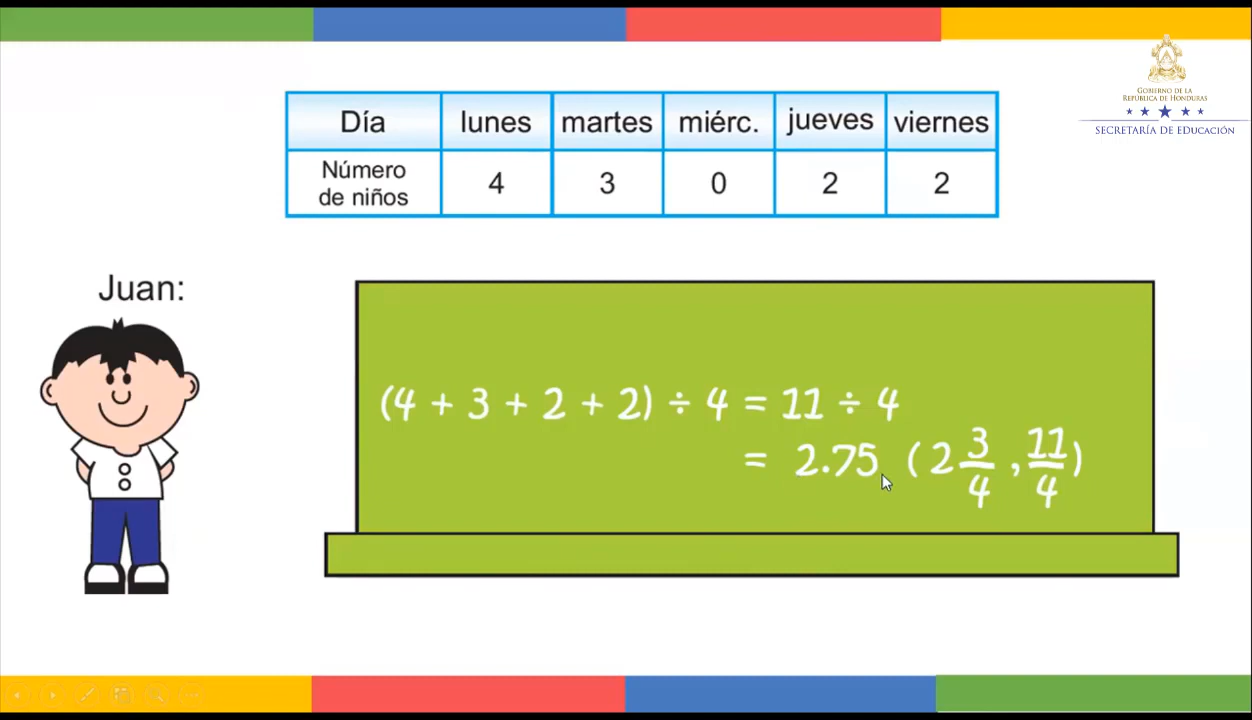 GOBIERNO DE LA
REPÚBLICA DE HONDURAS
SECRETARÍA DE EDUCACIÓN
Día lunes martes miérc. jueves viernes
Número de niños 4 3 0 2 2
Juan:
(4 + 3 + 2 + 2) ÷ 4 = 11 ÷ 4
= 2.75 (2 3/4 , 11/4)